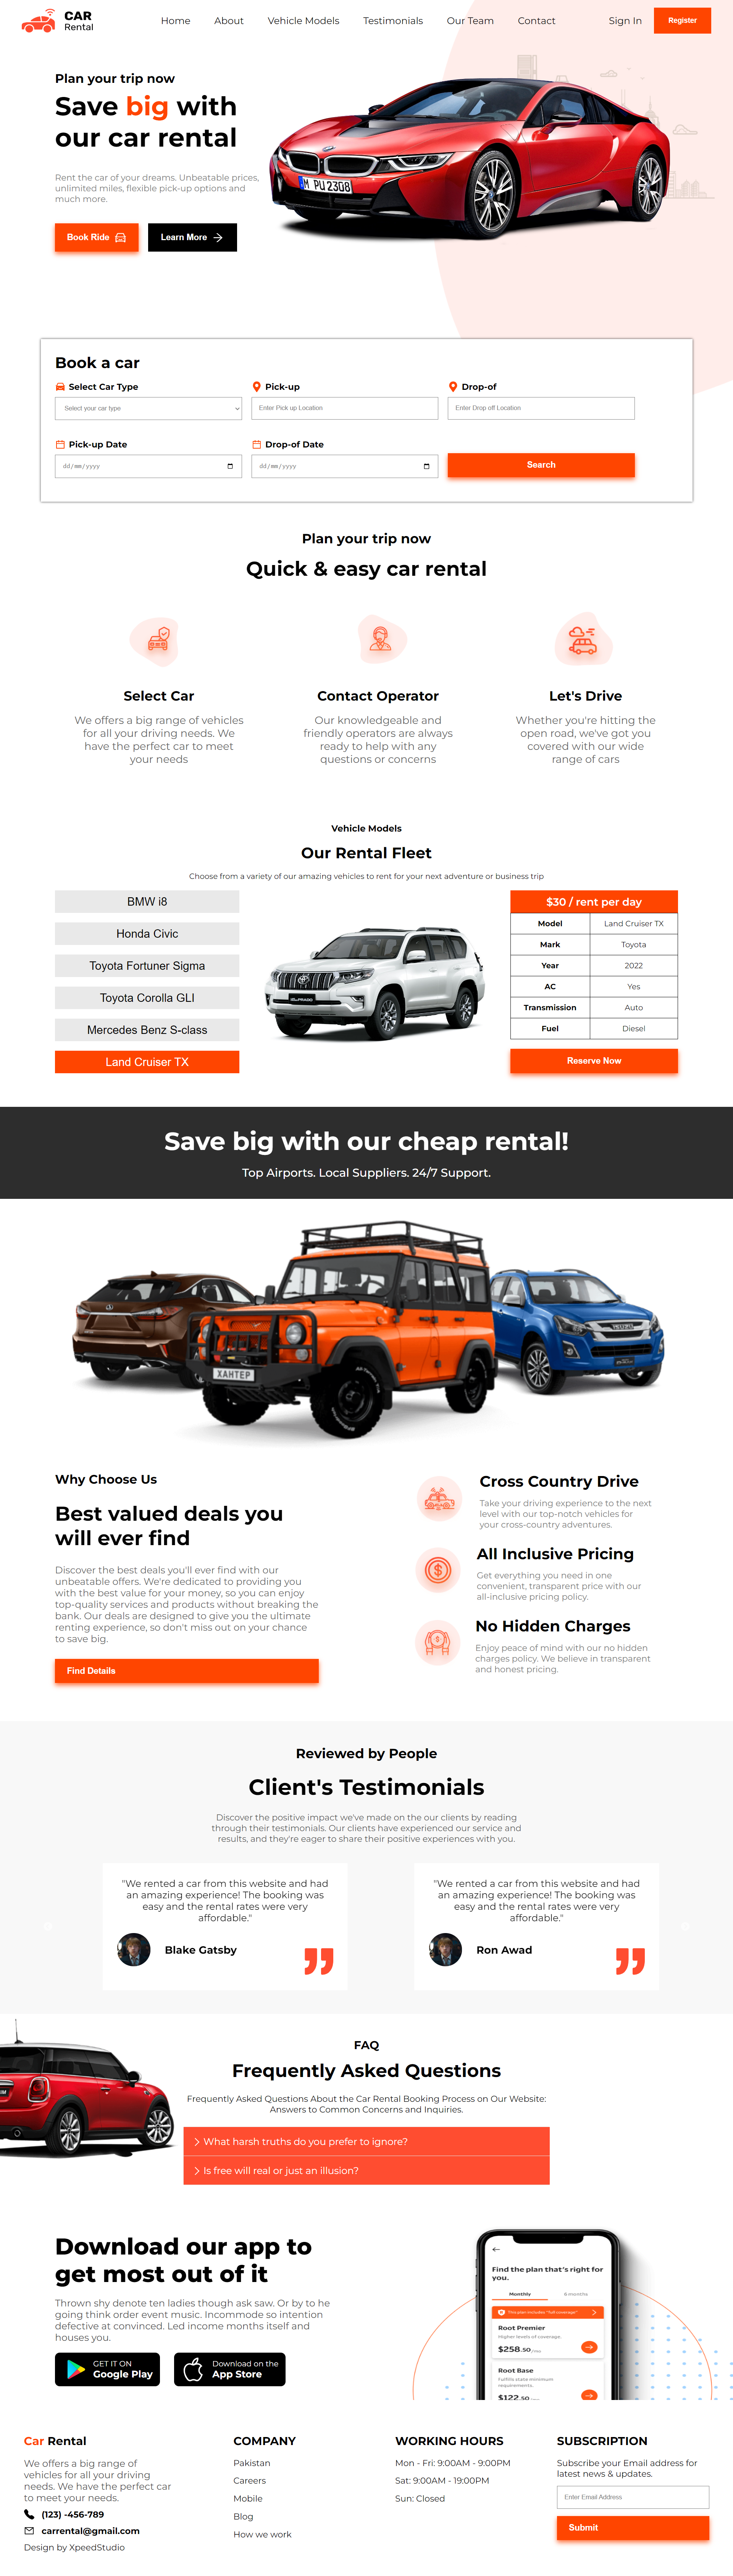 CAR
Rental
Home About Vehicle Models Testimonials Our Team Contact Sign In Register
Plan your trip now
Save big with
our car rental
Rent the car of your dreams. Unbeatable prices,
unlimited miles, flexible pick-up options and
much more.
Book Ride Learn More
M PU 2308
Book a car
Select Car Type Pick-up Drop-of
Select your car type Enter Pick up Location Enter Drop off Location
Pick-up Date Drop-of Date
dd/mm/yyyy dd/mm/yyyy Search
Plan your trip now
Quick & easy car rental
Select Car
We offers a big range of vehicles
for all your driving needs. We
have the perfect car to meet
your needs
Contact Operator
Our knowledgeable and
friendly operators are always
ready to help with any
questions or concerns
Let's Drive
Whether you're hitting the
open road, we've got you
covered with our wide
range of cars
Vehicle Models
Our Rental Fleet
Choose from a variety of our amazing vehicles to rent for your next adventure or business trip
BMW i8
Honda Civic
Toyota Fortuner Sigma
Toyota Corolla GLI
Mercedes Benz S-class
Land Cruiser TX
$30 / rent per day
Model Land Cruiser TX
Mark Toyota
Year 2022
AC Yes
Transmission Auto
Fuel Diesel
Reserve Now
Save big with our cheap rental!
Top Airports. Local Suppliers. 24/7 Support.
ХАНТЕР
Why Choose Us
Best valued deals you
will ever find
Discover the best deals you'll ever find with our
unbeatable offers. We're dedicated to providing you
with the best value for your money, so you can enjoy
top-quality services and products without breaking the
bank. Our deals are designed to give you the ultimate
renting experience, so don't miss out on your chance
to save big.
Find Details
Cross Country Drive
Take your driving experience to the next
level with our top-notch vehicles for
your cross-country adventures.
All Inclusive Pricing
Get everything you need in one
convenient, transparent price with our
all-inclusive pricing policy.
No Hidden Charges
Enjoy peace of mind with our no hidden
charges policy. We believe in transparent
and honest pricing.
Reviewed by People
Client's Testimonials
Discover the positive impact we've made on the our clients by reading
through their testimonials. Our clients have experienced our service and
results, and they're eager to share their positive experiences with you.
"We rented a car from this website and had
an amazing experience! The booking was
easy and the rental rates were very
affordable."
Blake Gatsby
"We rented a car from this website and had
an amazing experience! The booking was
easy and the rental rates were very
affordable."
Ron Awad
FAQ
Frequently Asked Questions
Frequently Asked Questions About the Car Rental Booking Process on Our Website:
Answers to Common Concerns and Inquiries.
What harsh truths do you prefer to ignore?
Is free will real or just an illusion?
Download our app to
get most out of it
Thrown shy denote ten ladies though ask saw. Or by to he
going think order event music. Incommode so intention
defective at convinced. Led income months itself and
houses you.
GET IT ON
Google Play
Download on the
App Store
Find the plan that's right for
you.
Monthly 6 months
This plan includes "full coverage"
Root Premier
Higher levels of coverage.
$258.50 /mo
Root Base
Fulfills state minimum
requirements.
$122.50
Car Rental
We offers a big range of
vehicles for all your driving
needs. We have the perfect car
to meet your needs.
(123) -456-789
carrental@gmail.com
Design by XpeedStudio
COMPANY
Pakistan
Careers
Mobile
Blog
How we work
WORKING HOURS
Mon - Fri: 9:00AM - 9:00PM
Sat: 9:00AM - 19:00PM
Sun: Closed
SUBSCRIPTION
Subscribe your Email address for
latest news & updates.
Enter Email Address
Submit